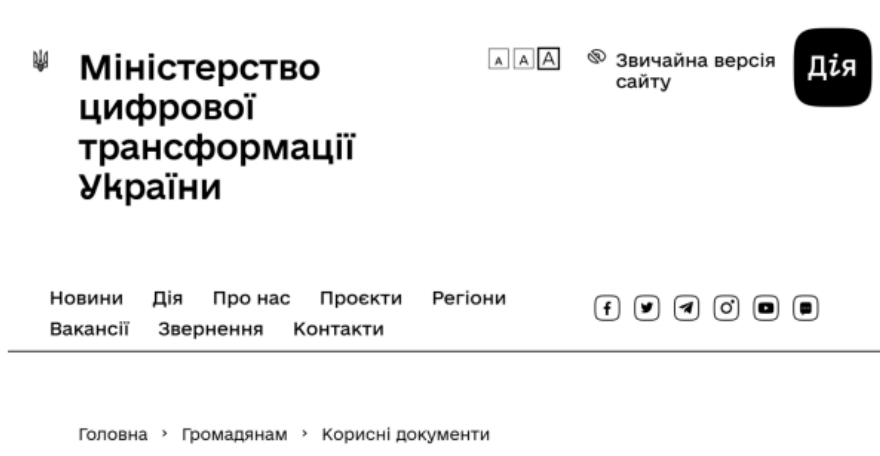 Міністерство
цифрової
трансформації
України
A A A
Звичайна версія
сайту
Дія
Новини Дія Про нас Проєкти Регіони
Вакансії Звернення Контакти
Головна › Громадянам › Корисні документи